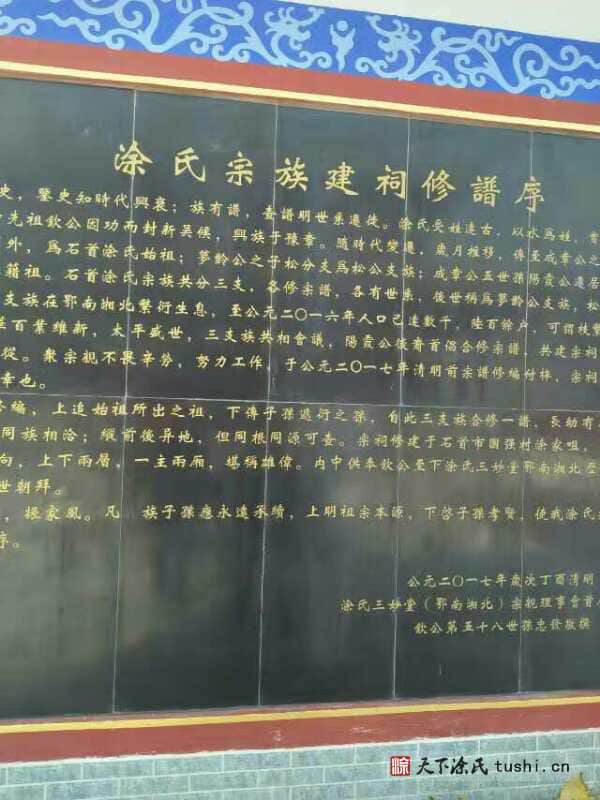 涂氏宗族建祠修譜序
史，鑒史知時代興衰；族有譜，查譜明世系遷徙。涂氏受姓遠古，以水爲姓，
先祖欽公因功而封新吴侯，興族于豫章。隨時代變遷，歲月推移，傳至成章公之
外，爲石首涂氏始祖；夢齡公之子松分支爲松公支族；成章公五世孫陽霞公遷居
籍祖。石首涂氏宗族共分三支，各修宗譜，各有世系，後世稱爲夢齡公支族，松
支族在鄂南湘北繁衍生息，至公元二〇一六年人口已達數千，陸百餘户，可謂枝繁
百業維新，太平盛世，三支族共相會議，陽霞公後裔首倡合修宗譜，共建宗祠
從。衆宗親不畏辛勞，努力工作，于公元二〇一七年清明前宗譜修編付梓，宗祠
幸也。
編，上追始祖所出之祖，下傳子孫遞衍之孫，自此三支族合修一譜，長幼有
同族相洽；縱前後异地，但同根同源可查。宗祠修建于石首市團强村涂家咀，
向，上下兩層，一主兩厢，堪稱雄偉。内中供奉欽公至下涂氏三妙堂鄂南湘北歷
世朝拜。
，振家風。凡 族子孫應永遠承續，上明祖宗本源，下啓子孫孝賢，使我涂氏
序。
公元二〇一七年歲次丁酉清明
涂氏三妙堂（鄂南湘北）宗親理事會首
欽公第五十八世孫忠發敬撰
涂 天下涂氏 tushi.cn